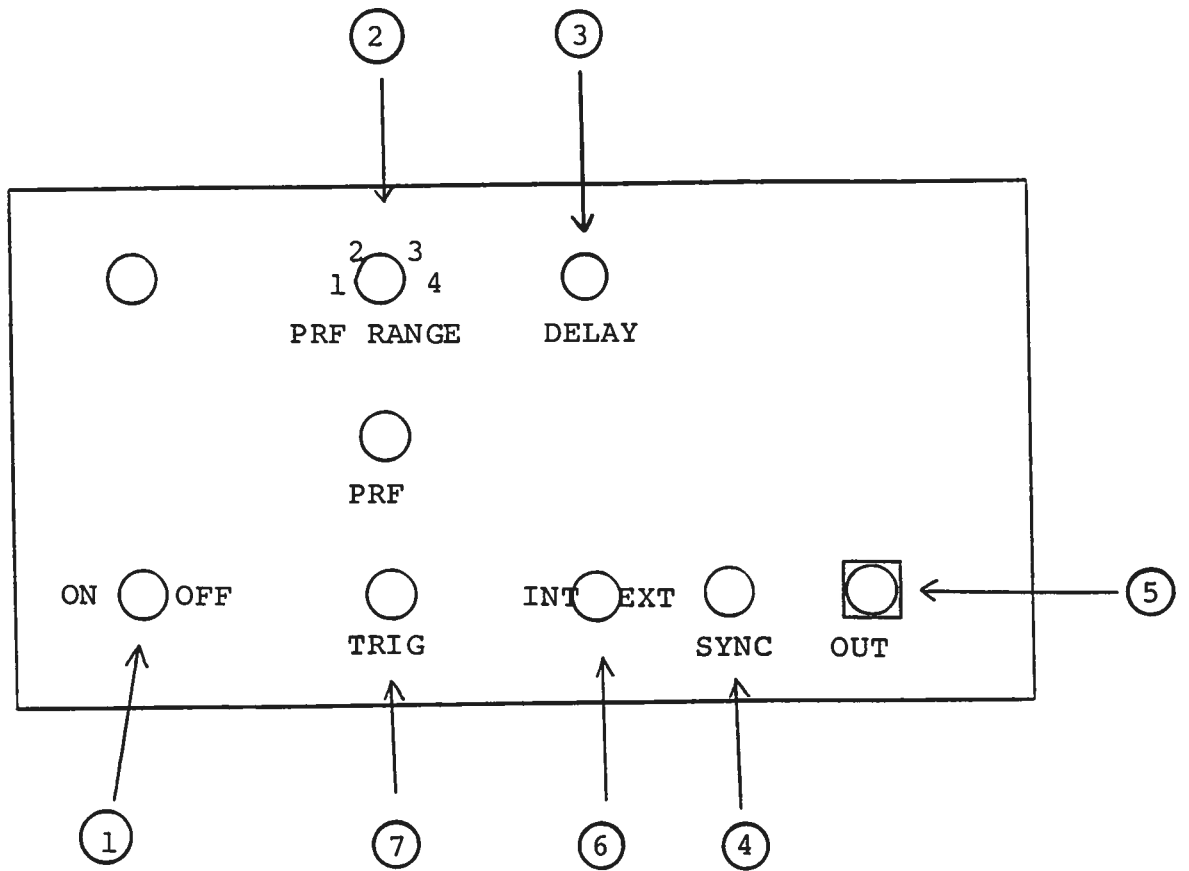 2 3
2 3
1 4
PRF RANGE DELAY
PRF
ON OFF INT EXT
TRIG SYNC OUT
5
1 7 6 4